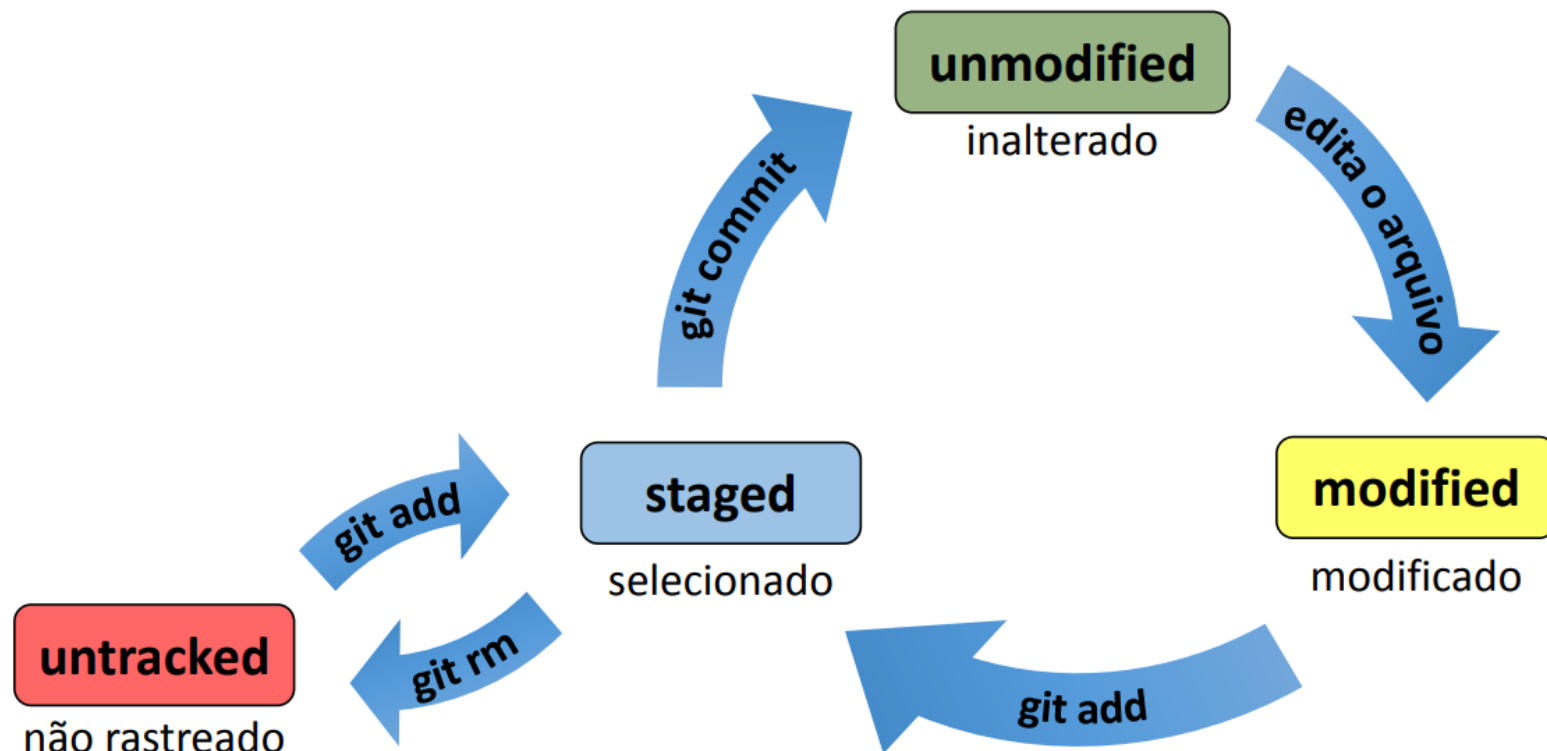 unmodified
inalterado
edita o arquivo
git commit
staged
selecionado
modified
modificado
git add
untracked
não rastreado
git rm
git add